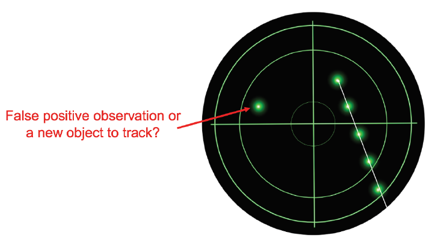 False positive observation or
a new object to track?